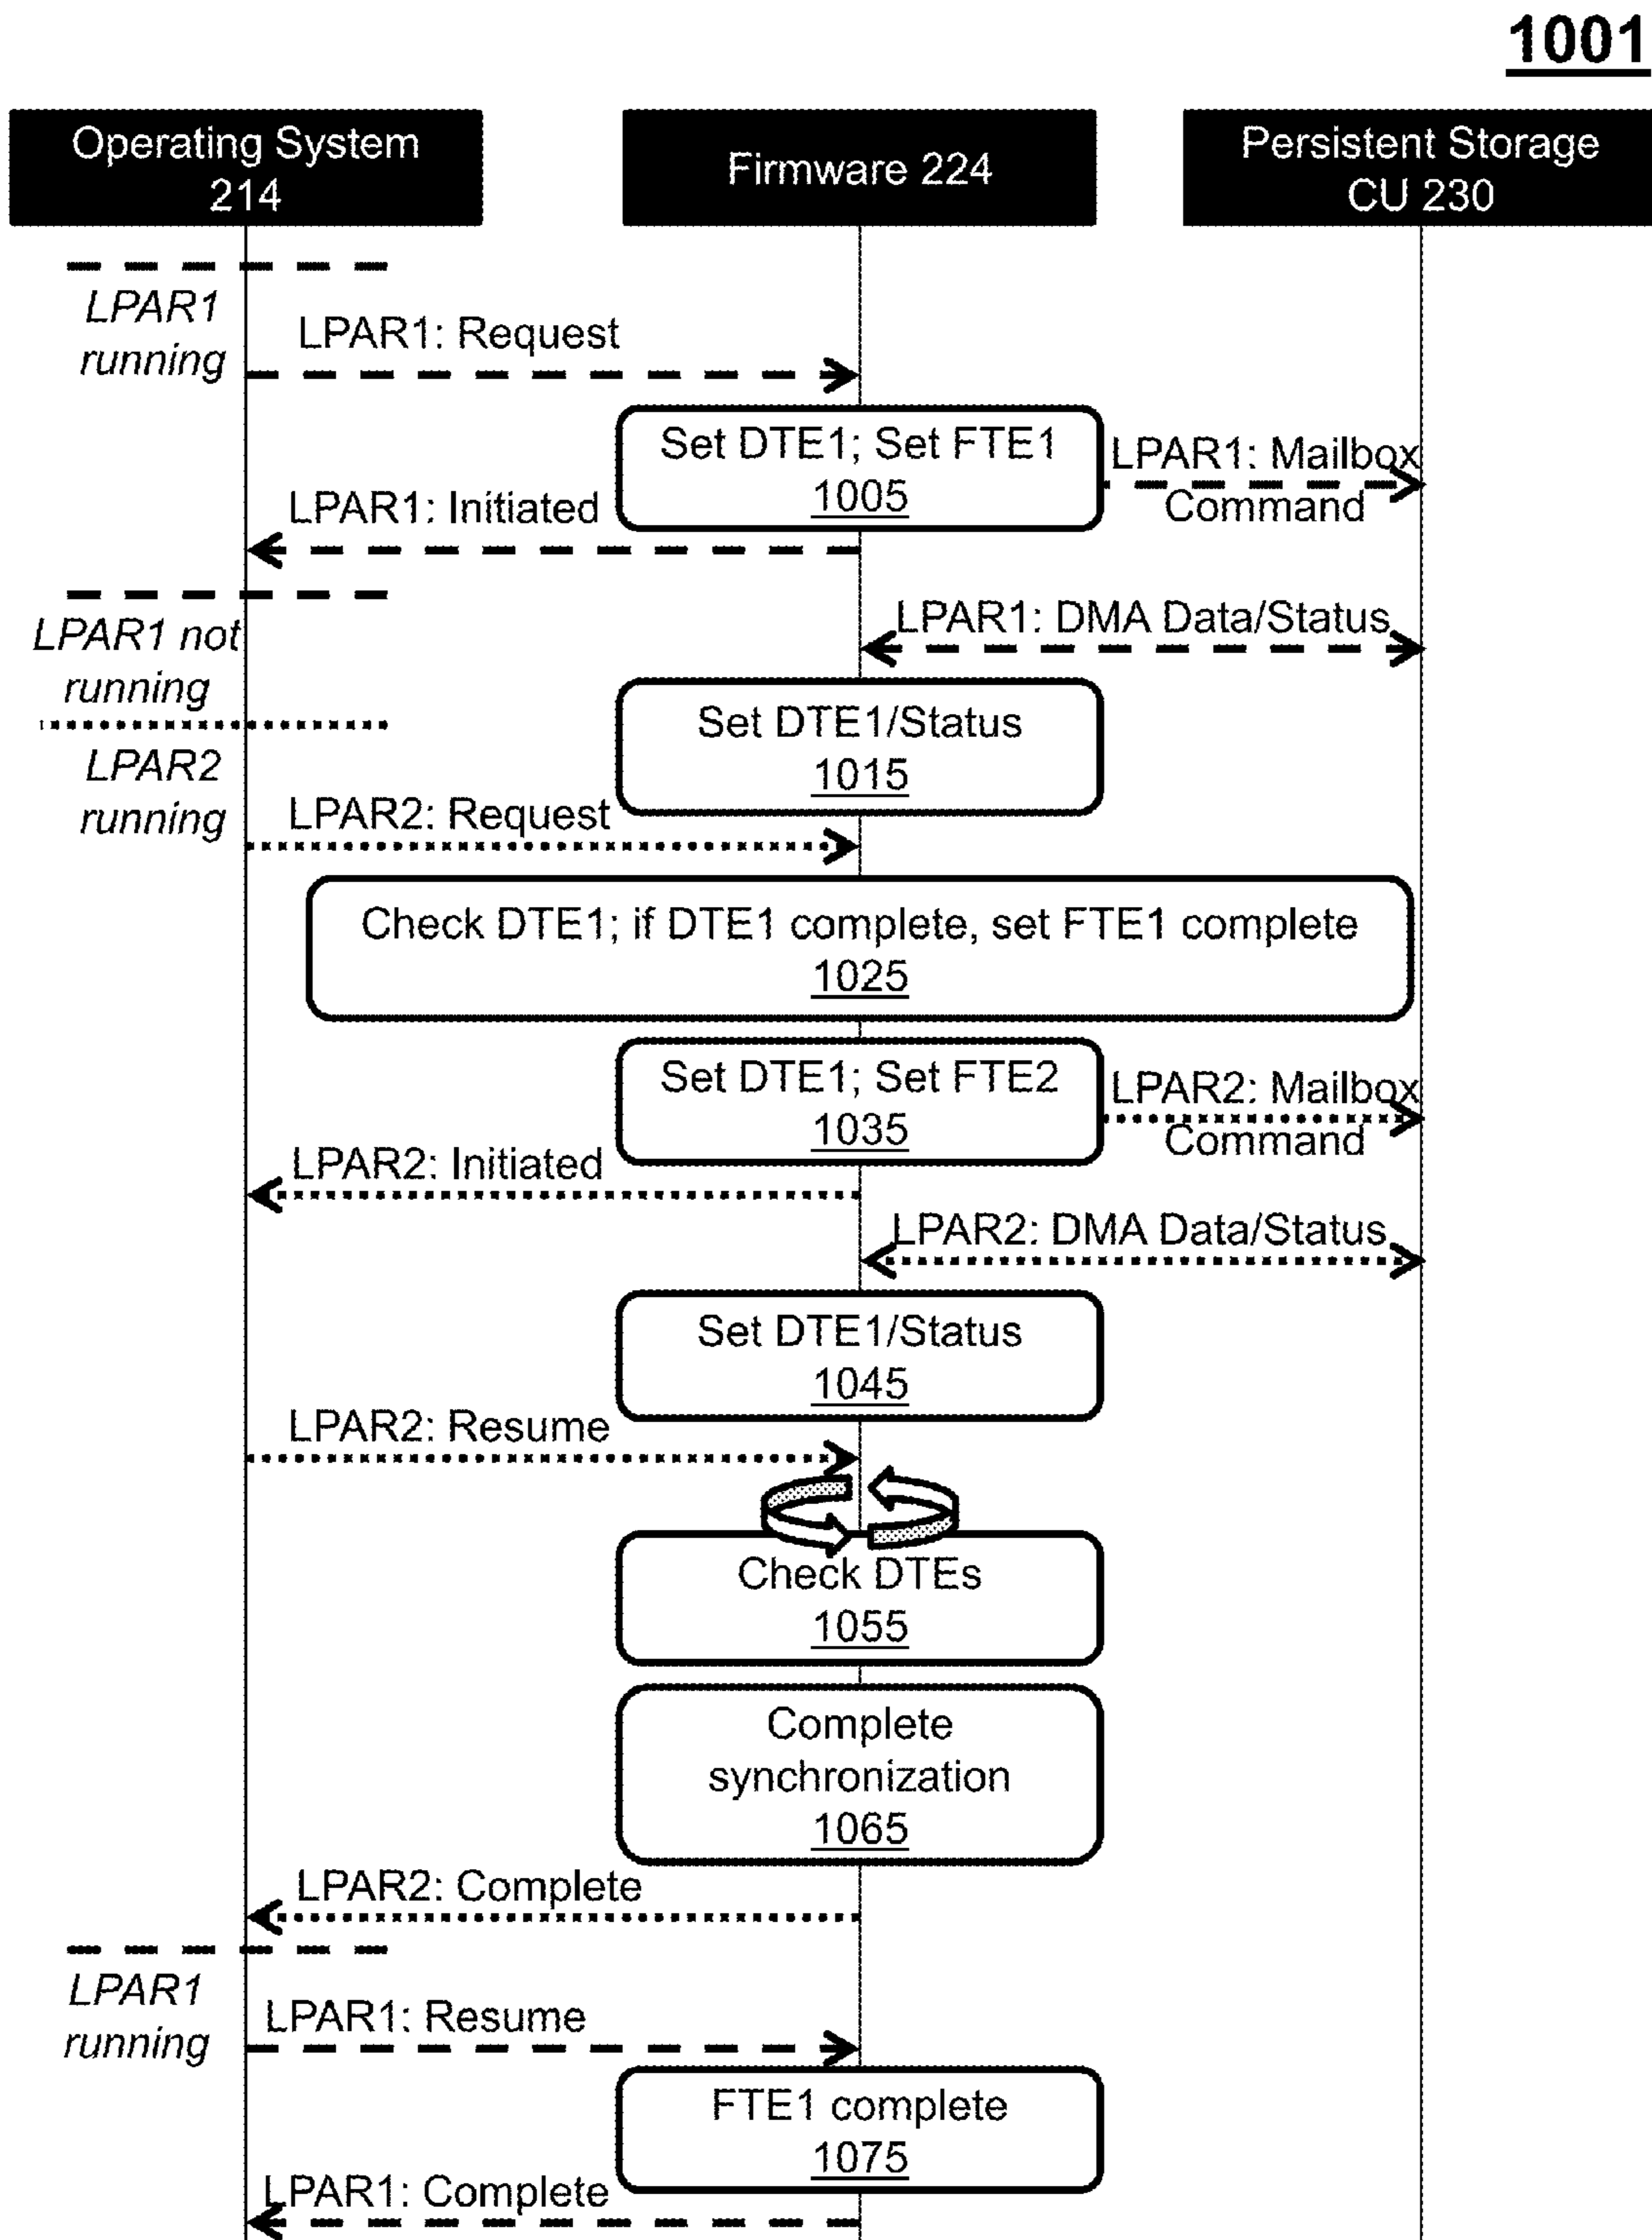 1001
Operating System
214
Firmware 224
Persistent Storage
CU 230
LPAR1
running
LPAR1: Request
Set DTE1; Set FTE1
1005
LPAR1: Mailbox
Command
LPAR1: Initiated
LPAR1 not
running
LPAR1: DMA Data/Status
Set DTE1/Status
1015
LPAR2
running
LPAR2: Request
Check DTE1; if DTE1 complete, set FTE1 complete
1025
Set DTE1; Set FTE2
1035
LPAR2: Mailbox
Command
LPAR2: Initiated
LPAR2: DMA Data/Status
Set DTE1/Status
1045
LPAR2: Resume
Check DTEs
1055
Complete
synchronization
1065
LPAR2: Complete
LPAR1
running
LPAR1: Resume
FTE1 complete
1075
LPAR1: Complete